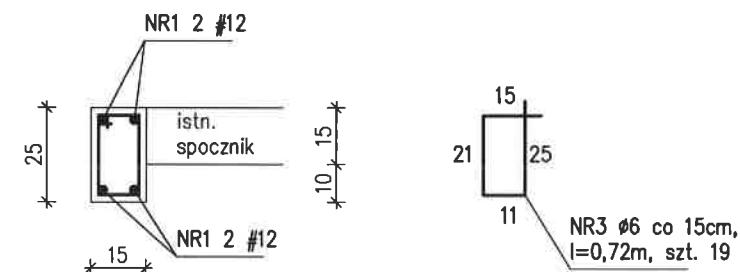 NR1 2 #12
istn.
spocznik
25
15
10
15
NR1 2 #12
15
21
25
11
NR3 ø6 co 15cm,
l=0,72m, szt. 19